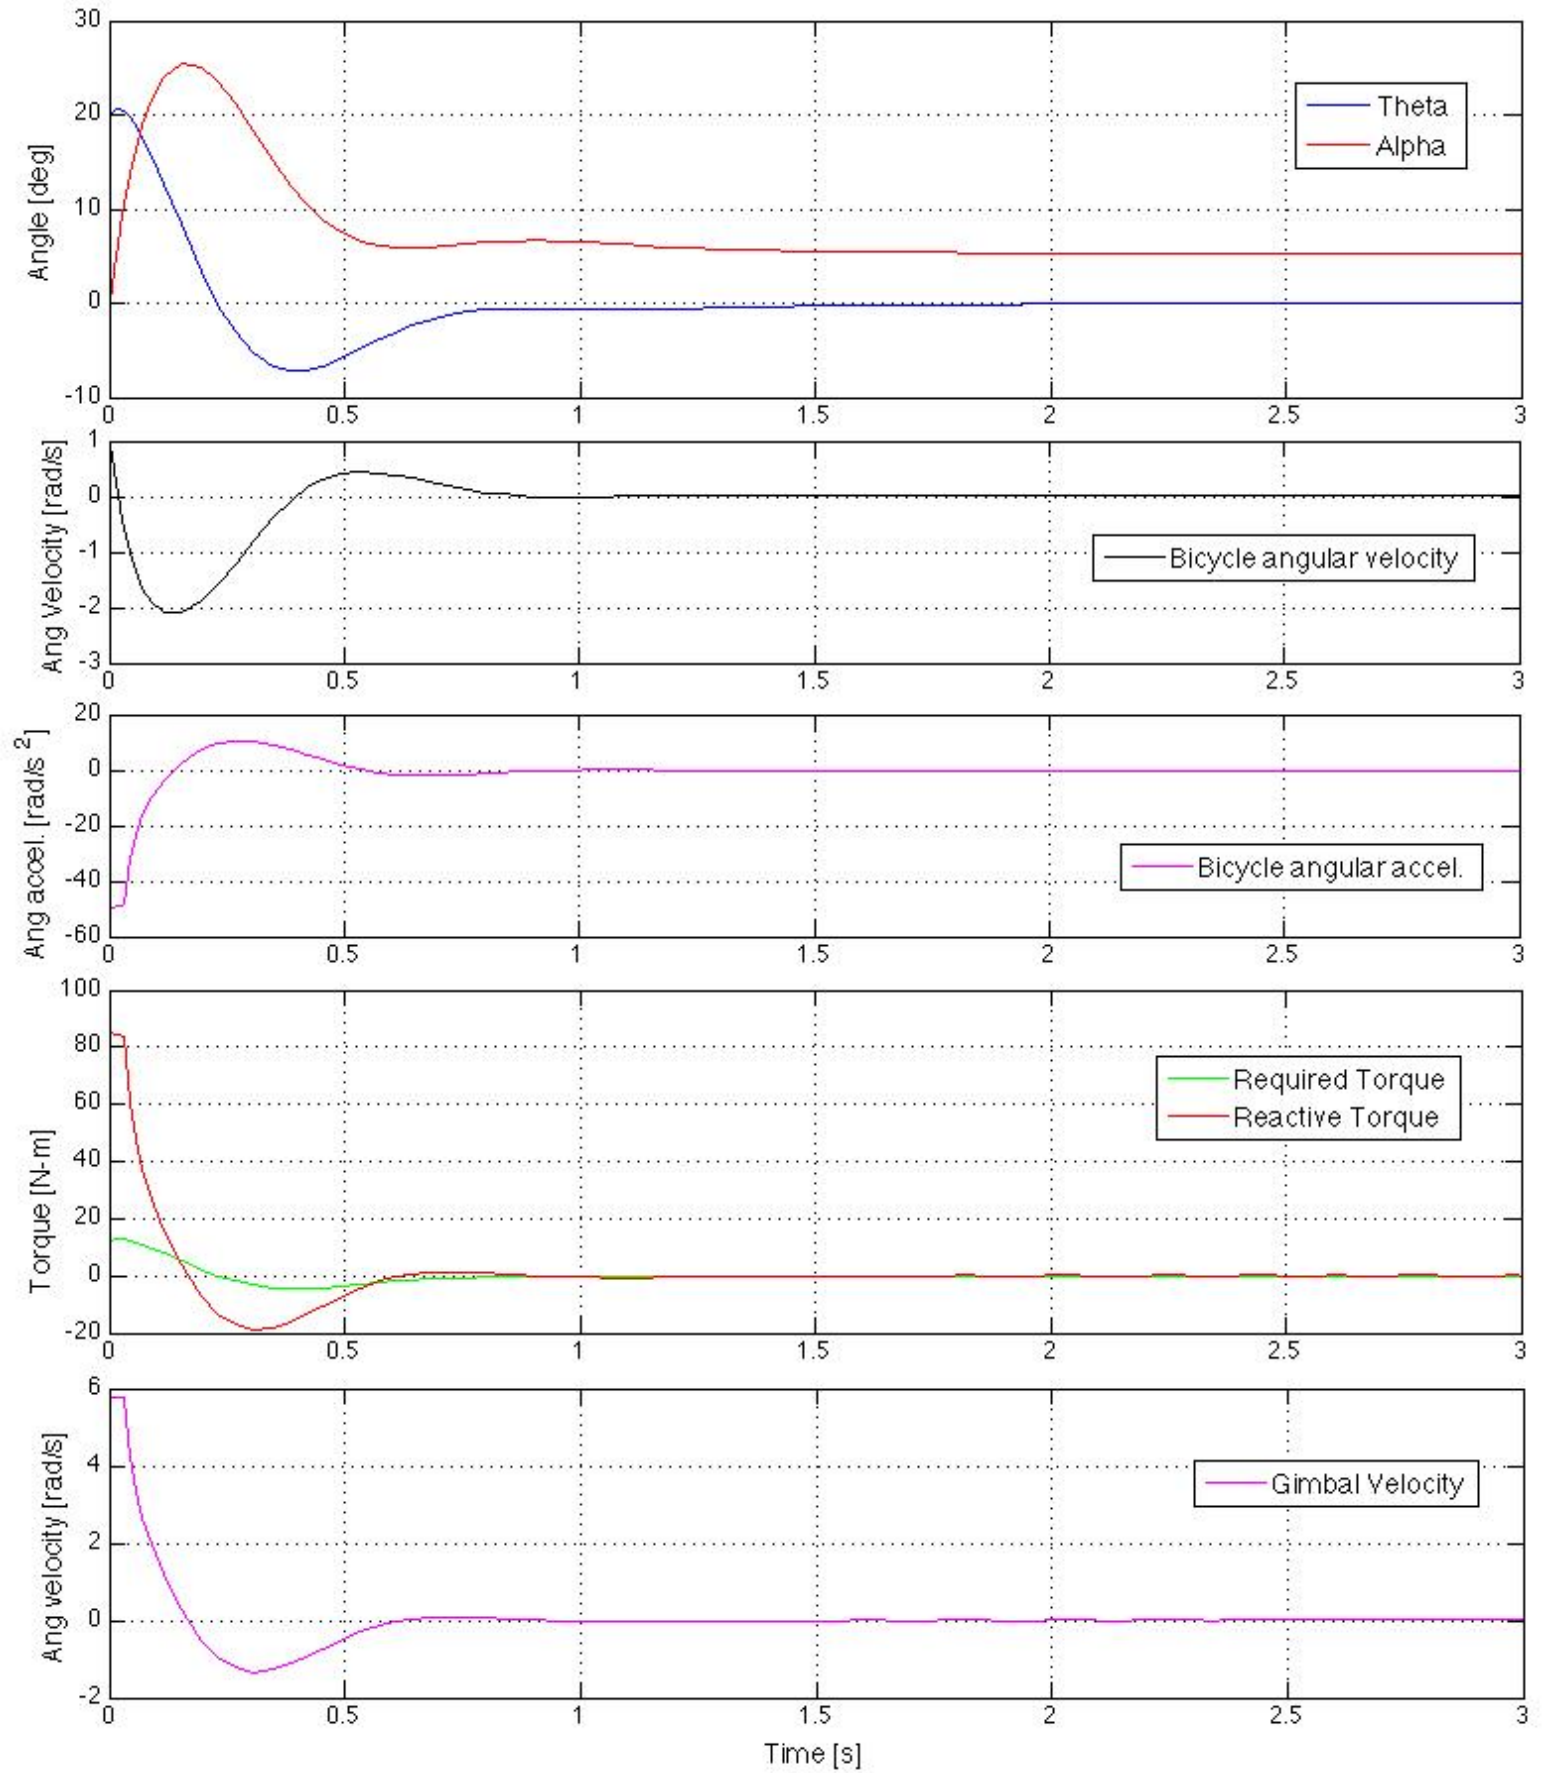 30
20
10
0
-10
Angle [deg]
Theta
Alpha
0 0.5 1 1.5 2 2.5 3
1
0
-1
-2
-3
Ang Velocity [rad/s]
Bicycle angular velocity
0 0.5 1 1.5 2 2.5 3
20
0
-20
-40
-60
Ang accel. [rad/s 2]
Bicycle angular accel.
0 0.5 1 1.5 2 2.5 3
100
80
60
40
20
0
-20
Torque [N-m]
Required Torque
Reactive Torque
0 0.5 1 1.5 2 2.5 3
6
4
2
0
-2
Ang velocity [rad/s]
Gimbal Velocity
0 0.5 1 1.5 2 2.5 3
Time [s]